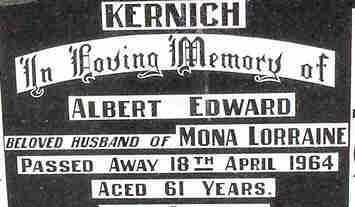 KERNICH
In Loving Memory of
ALBERT EDWARD
BELOVED HUSBAND OF MONA LORRAINE
PASSED AWAY 18TH APRIL 1964
AGED 61 YEARS.